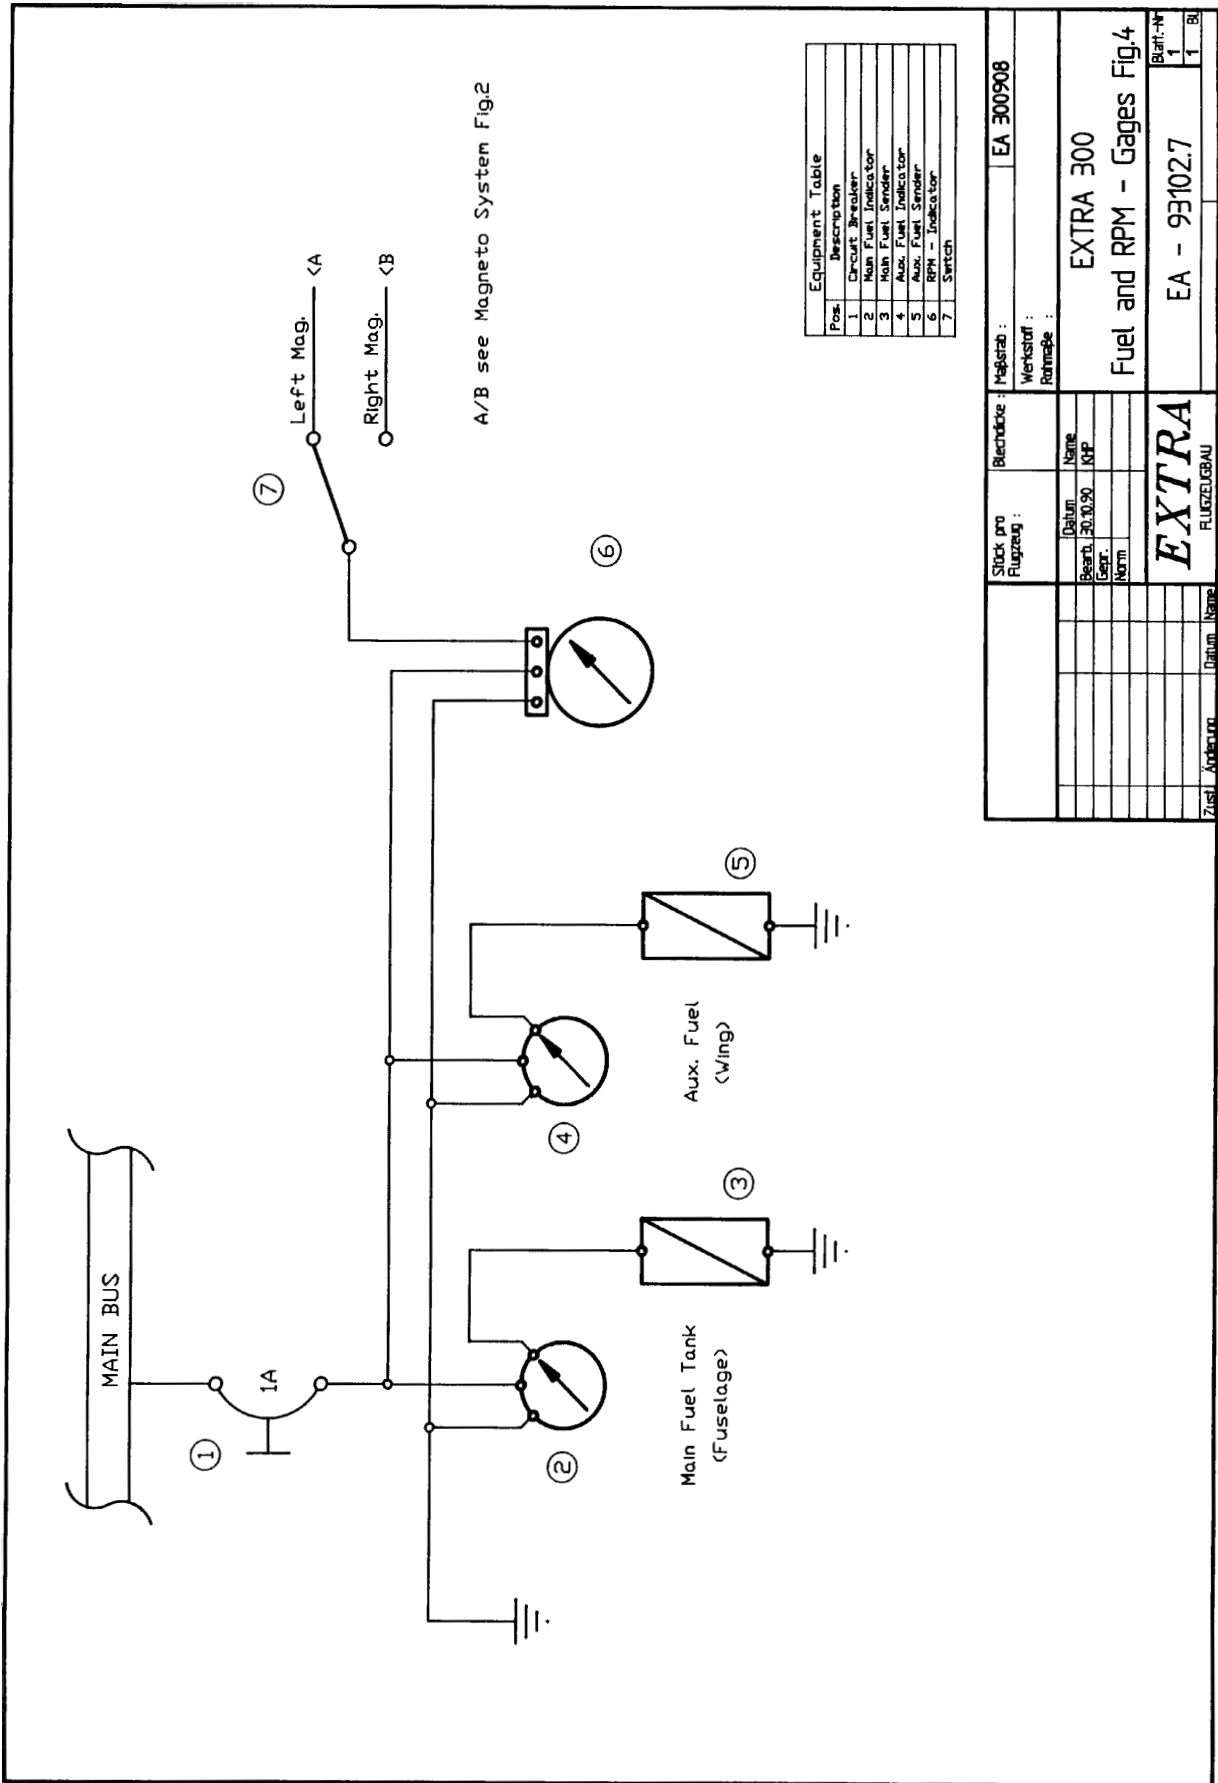 MAIN BUS
1
1A
2
Main Fuel Tank
(Fuselage)
3
4
Aux. Fuel
(Wing)
5
6
7
Left Mag. <A
Right Mag. <B
A/B see Magneto System Fig.2
Equipment Table
Pos. Description
1 Circuit Breaker
2 Main Fuel Indicator
3 Main Fuel Sender
4 Aux. Fuel Indicator
5 Aux. Fuel Sender
6 RPM - Indicator
7 Switch
Stück pro
Flugzeug :
Blechdicke :
Maßstab :
EA 300908
Werkstoff :
Rohmaße :
Datum Name
Bearb. 30.10.90 KHP
Gepr.
Norm
EXTRA 300
Fuel and RPM - Gages Fig.4
EXTRA
FLUGZEUGBAU
EA - 93102.7
Blatt.-Nr
1
1 Bl.
Zust. Änderung Datum Name